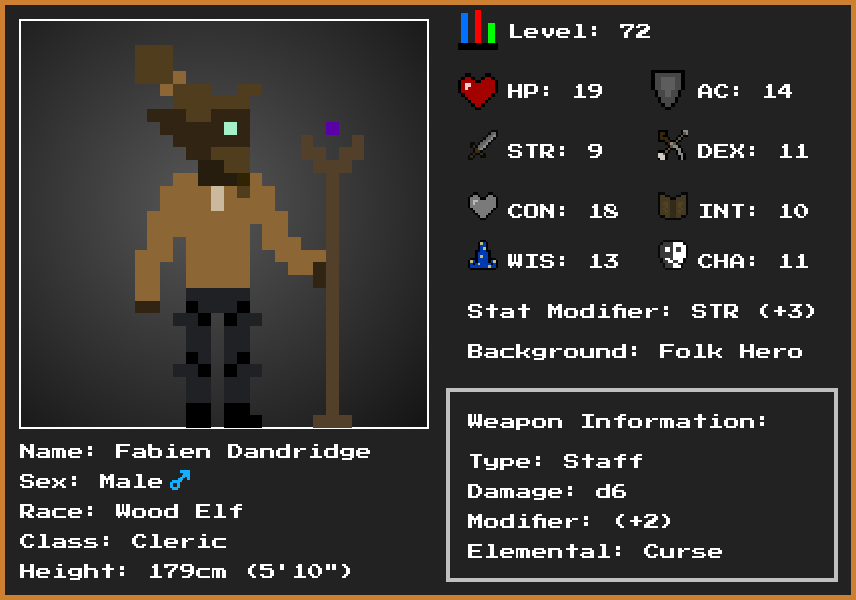 Level: 72
HP: 19
AC: 14
STR: 9
DEX: 11
CON: 18
INT: 10
WIS: 13
CHA: 11
Stat Modifier: STR (+3)
Background: Folk Hero
Weapon Information:
Type: Staff
Damage: d6
Modifier: (+2)
Elemental: Curse
Name: Fabien Dandridge
Sex: Male♂
Race: Wood Elf
Class: Cleric
Height: 179cm (5'10")